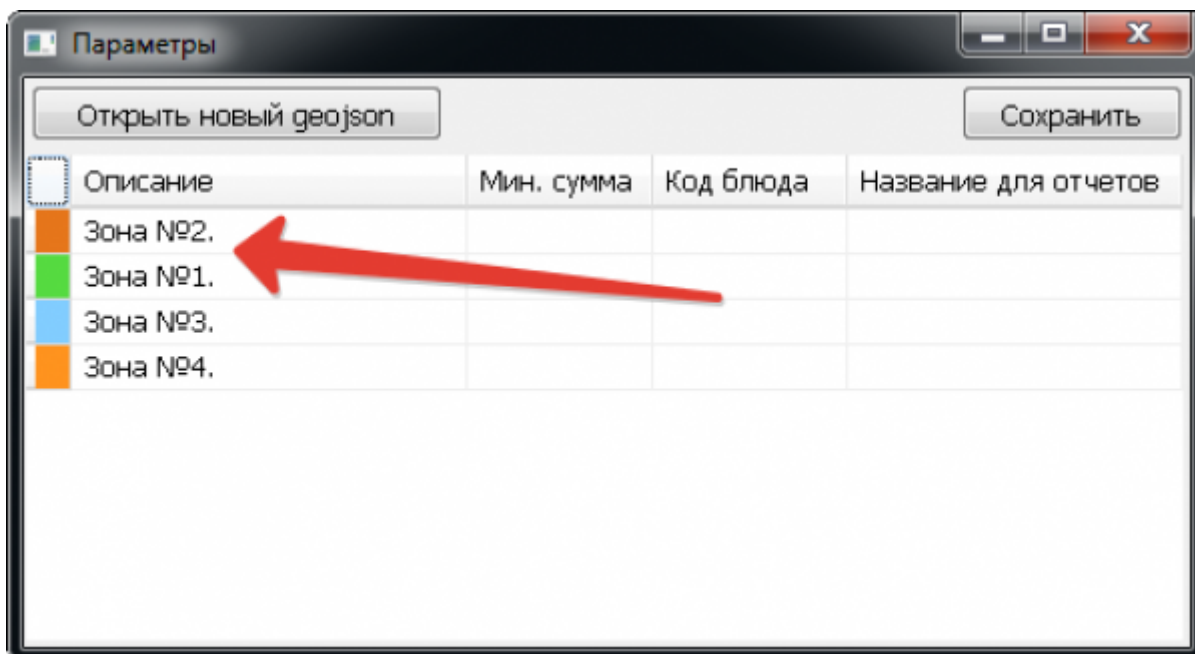 Параметры
Открыть новый geojson Сохранить
Описание Мин. сумма Код блюда Название для отчетов
Зона №2.
Зона №1.
Зона №3.
Зона №4.